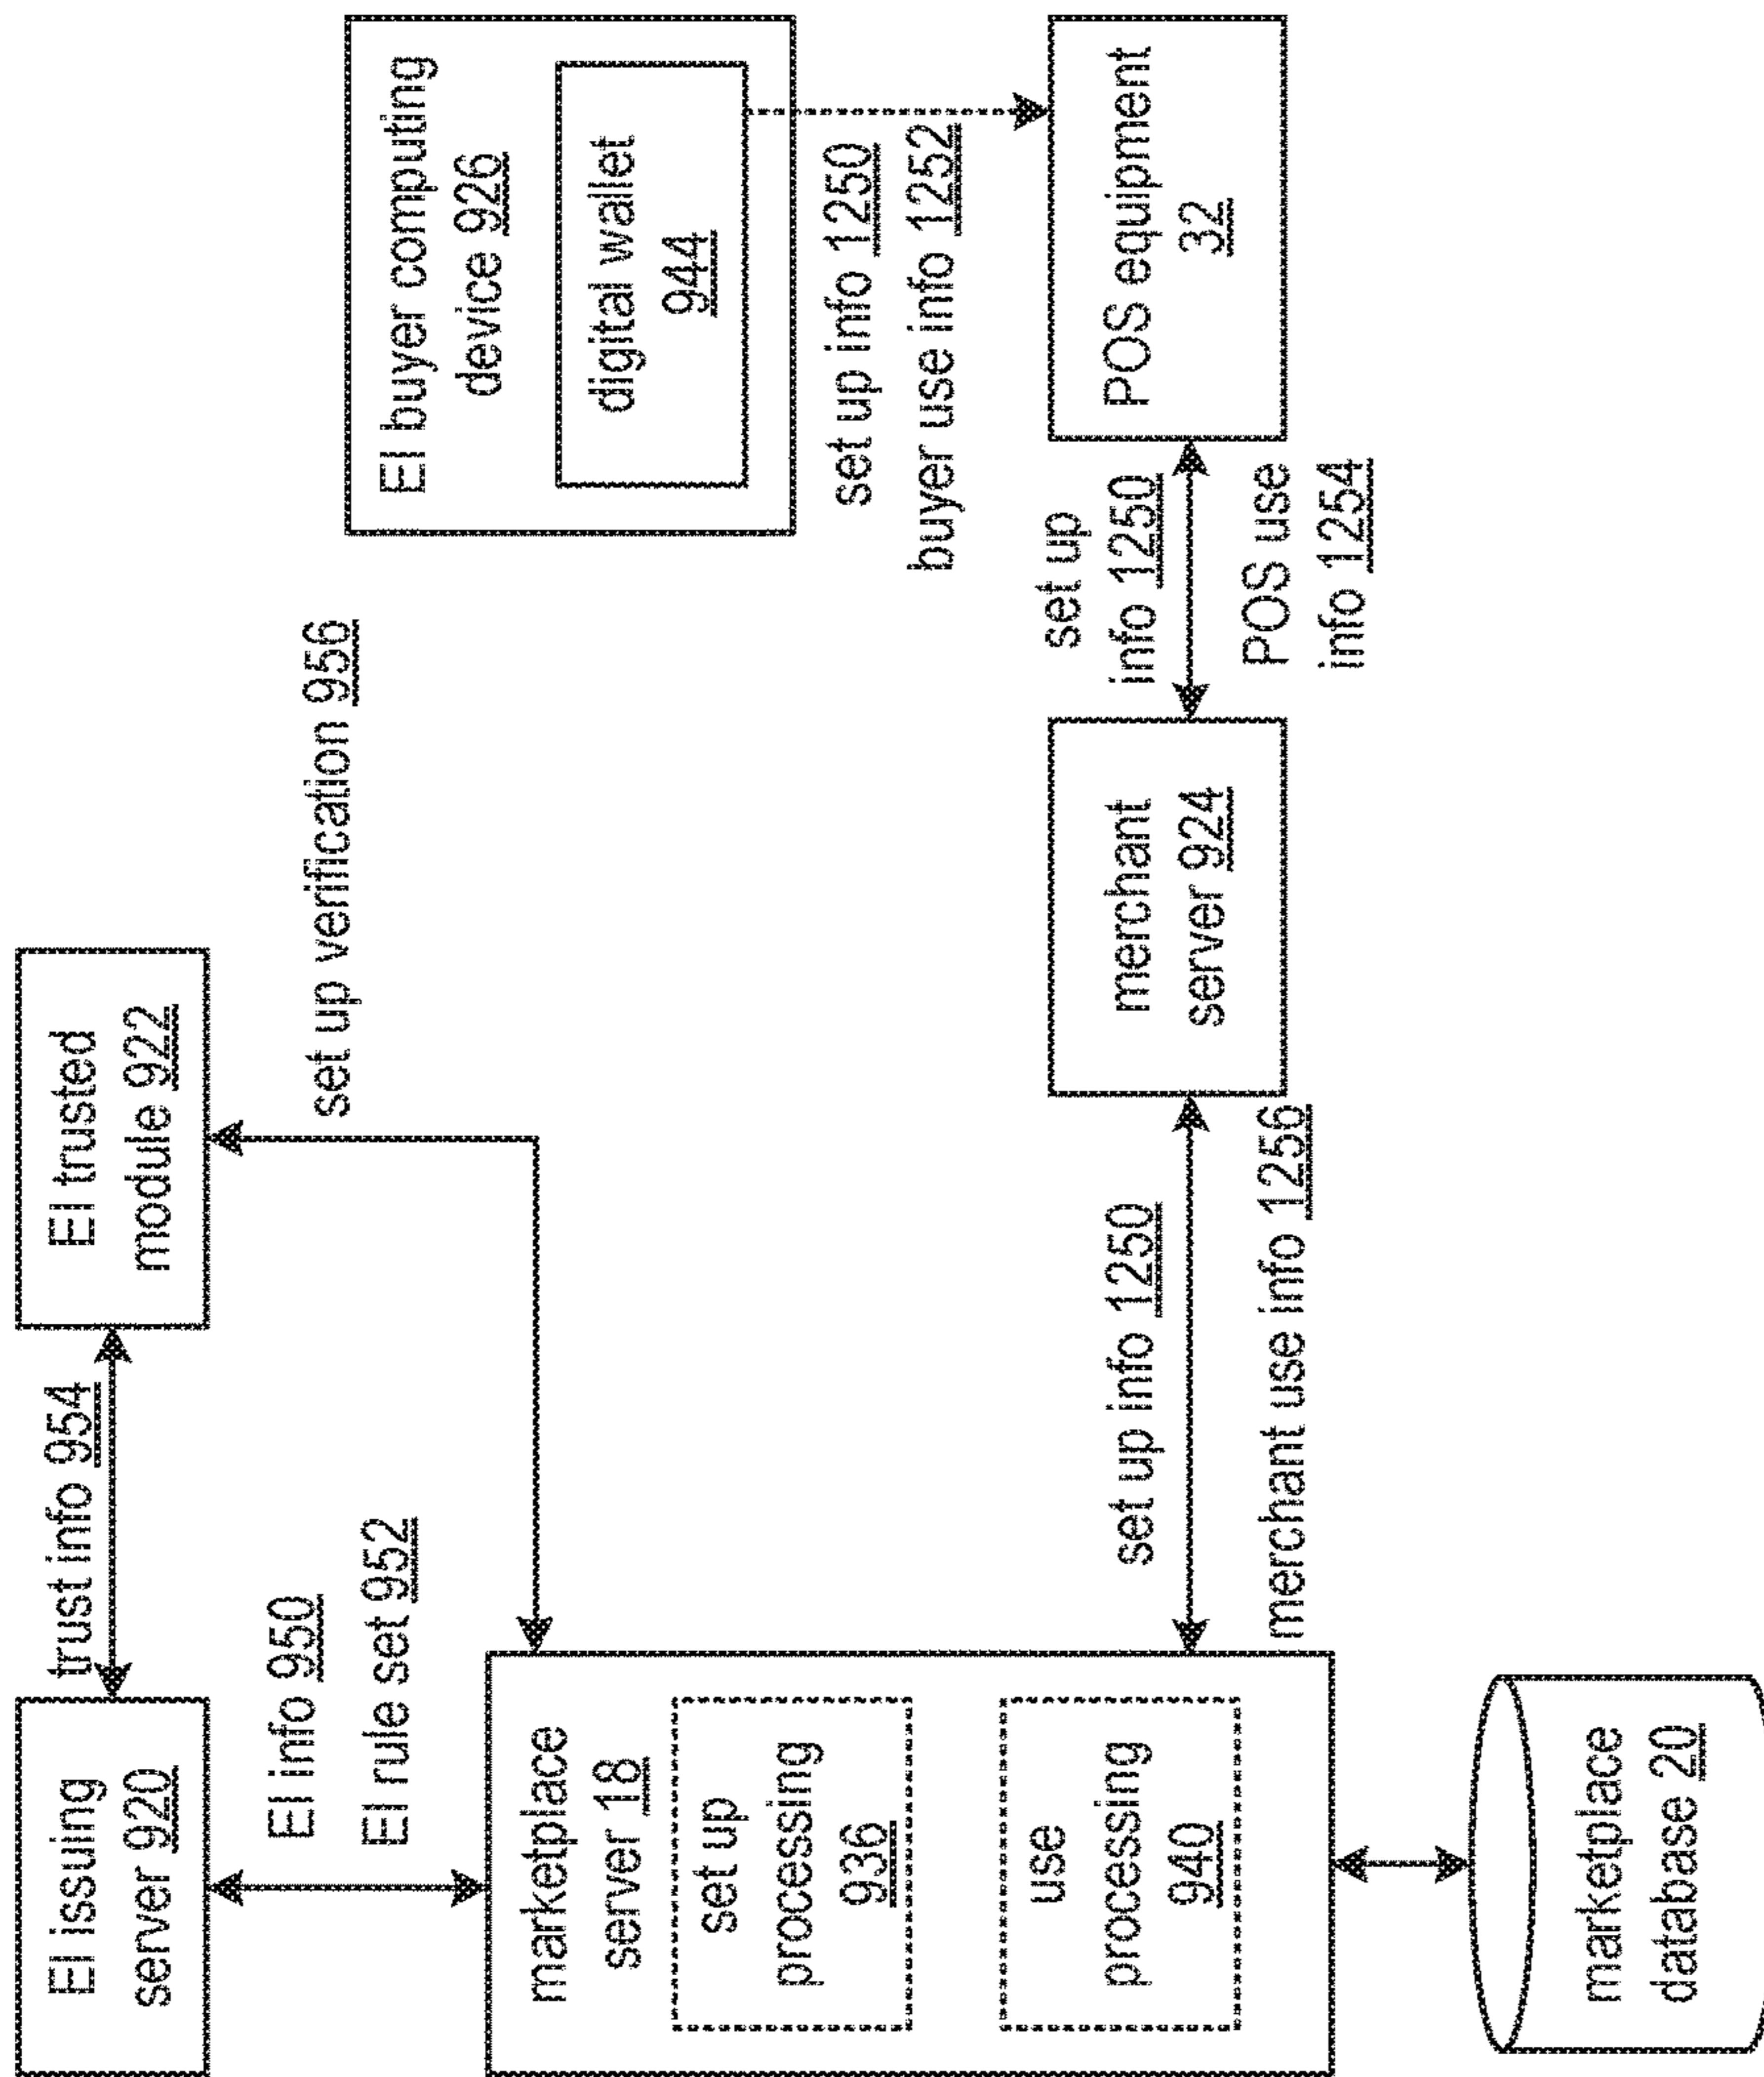 EI issuing
server 920
trust info 954
EI trusted
module 922
EI info 950
EI rule set 952
set up verification 956
EI buyer computing
device 926
digital wallet
944
marketplace
server 18
set up
processing
936
use
processing
940
set up info 1250
buyer use info 1252
set up info 1250
merchant use info 1256
merchant
server 924
set up
info 1250
POS use
info 1254
POS equipment
32
marketplace
database 20